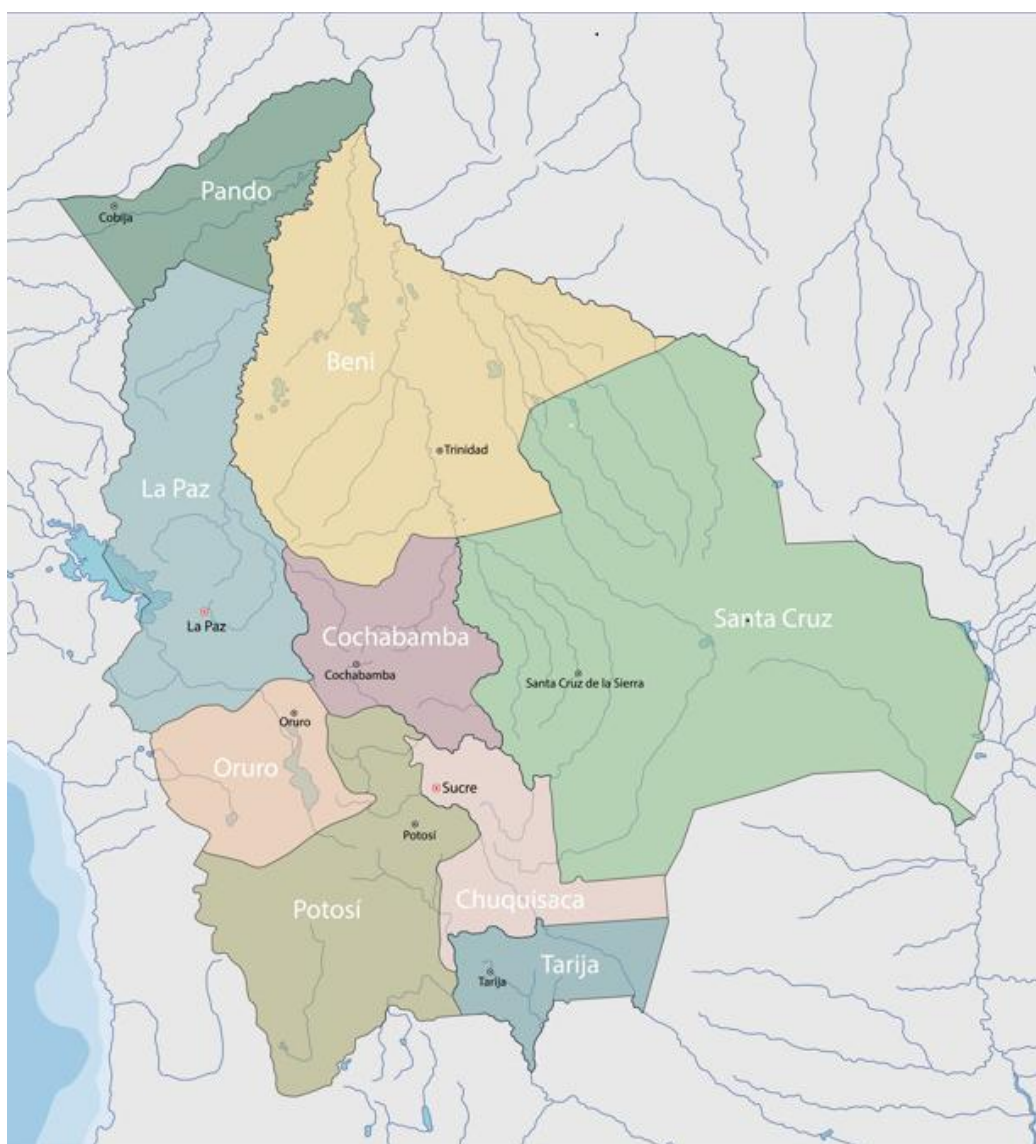 Pando
Cobija
Beni
Trinidad
La Paz
La Paz
Santa Cruz
Cochabamba
Cochabamba
Santa Cruz de la Sierra
Oruro
Oruro
Sucre
Potosí
Chuquisaca
Potosí
Tarija
Tarija